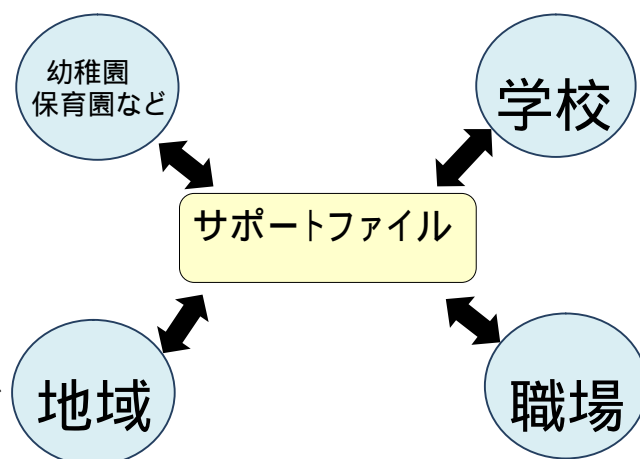 幼稚園
保育園など
学校
サポートファイル
地域
職場